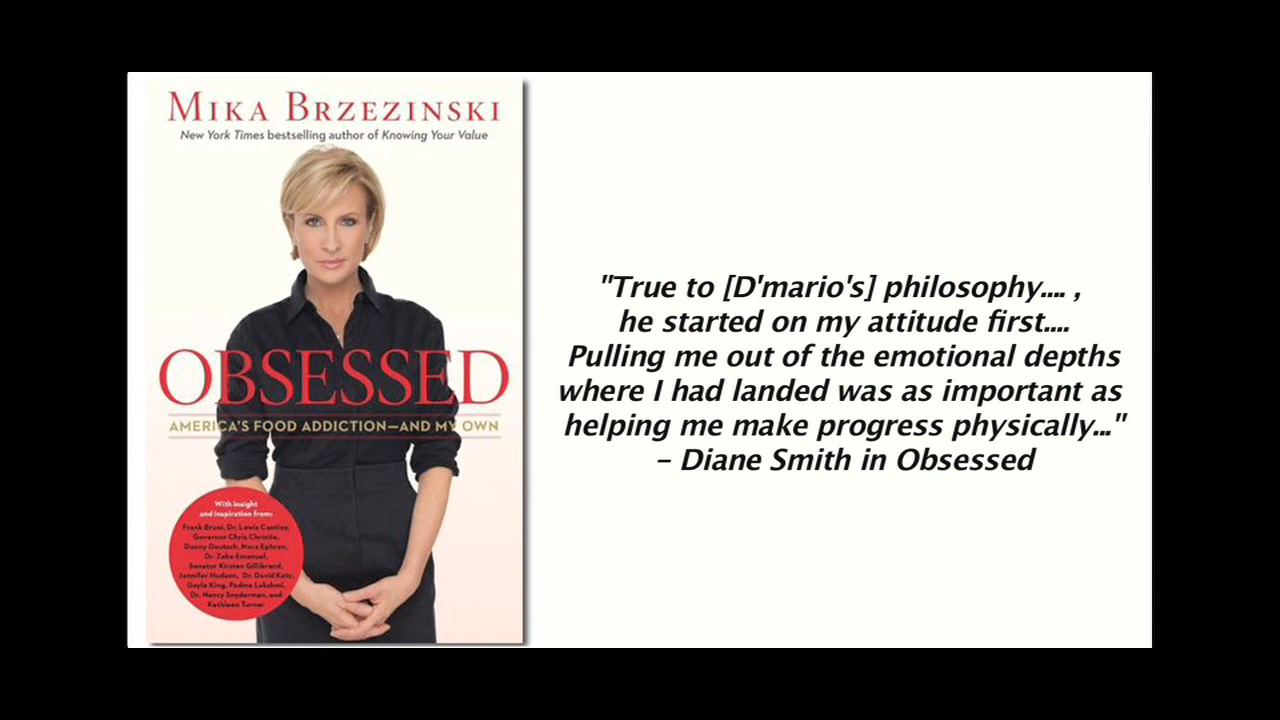 MIKA BRZEZINSKI
New York Times bestselling author of Knowing Your Value
OBSESSED
AMERICA'S FOOD ADDICTION—AND MY OWN
With insight
and inspiration from:
Frank Bruni, Dr. Lewis Cantley,
Governor Chris Christie,
Donny Deutsch, Nora Ephron,
Dr. Zeke Emanuel,
Senator Kirsten Gillibrand,
Jennifer Hudson, Dr. David Katz,
Gayle King, Padma Lakshmi,
Dr. Nancy Snyderman, and
Kathleen Turner
"True to [D'mario's] philosophy.... ,
he started on my attitude first....
Pulling me out of the emotional depths
where I had landed was as important as
helping me make progress physically..."
– Diane Smith in Obsessed